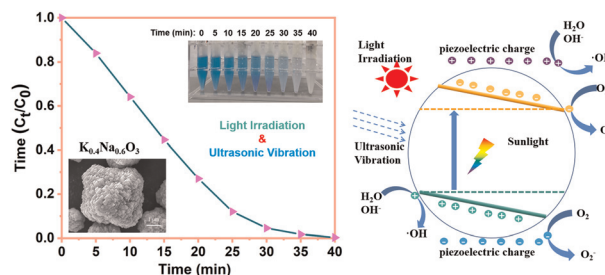 1.0
0.8
0.6
0.4
0.2
0.0
Time (Ct/C0)
Time (min): 0 5 10 15 20 25 30 35 40
Light Irradiation
&
Ultrasonic Vibration
K0.4Na0.6O3
0 5 10 15 20 25 30 35 40
Time (min)
Light
Irradiation
piezoelectric charge
H2O
OH-
·OH
Ultrasonic
Vibration
Sunlight
H2O
OH-
·OH
O2
O2-
piezoelectric charge